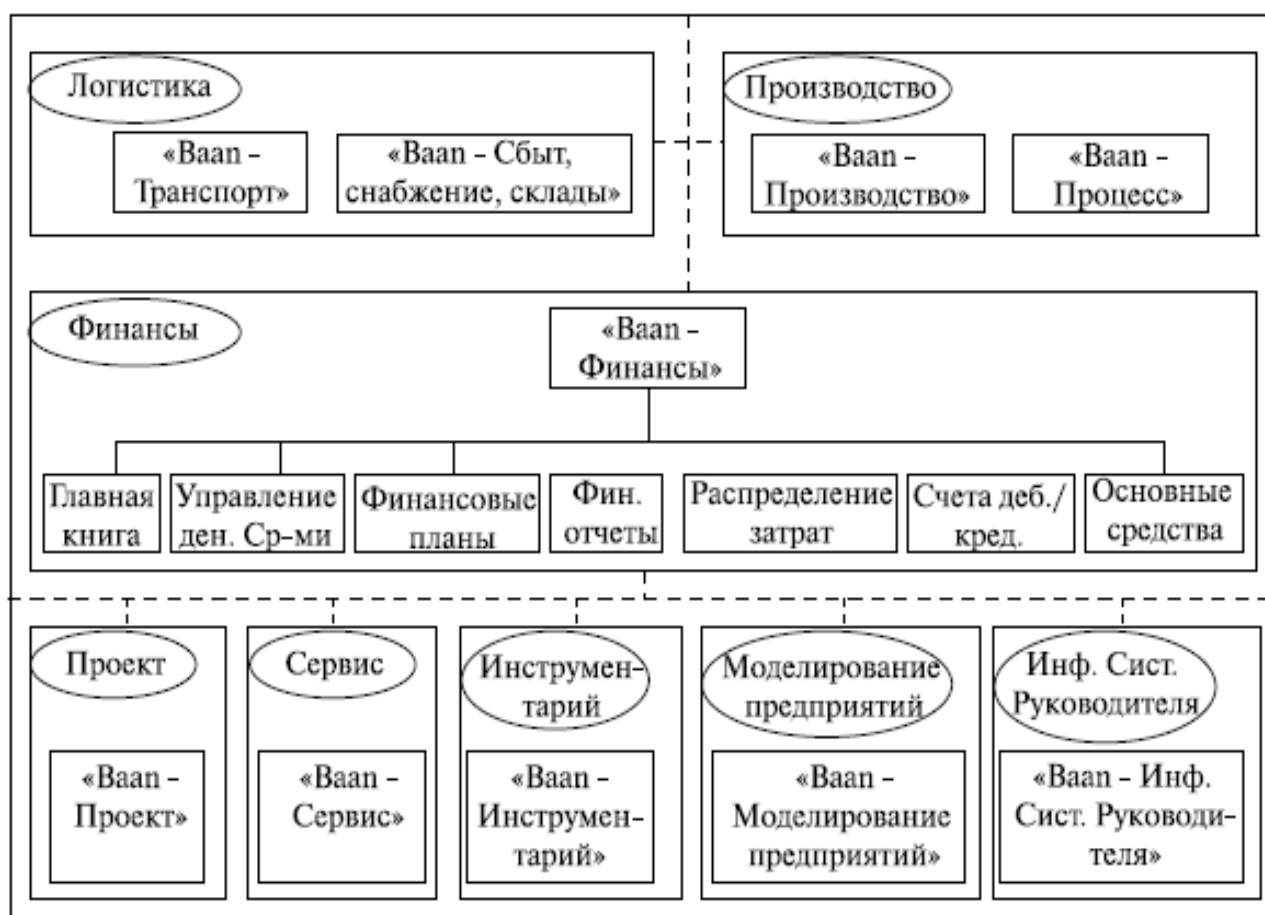 Логистика
«Baan –
Транспорт»
«Baan – Сбыт,
снабжение, склады»
Производство
«Baan –
Производство»
«Baan –
Процесс»
Финансы
«Baan –
Финансы»
Главная
книга
Управление
ден. Ср-ми
Финансовые
планы
Фин.
отчеты
Распределение
затрат
Счета деб./
кред.
Основные
средства
Проект
«Baan –
Проект»
Сервис
«Baan –
Сервис»
Инструмен-
тарий
«Baan –
Инструмен-
тарий»
Моделирование
предприятий
«Baan –
Моделирование
предприятий»
Инф. Сист.
Руководителя
«Baan – Инф.
Сист. Руководи-
теля»